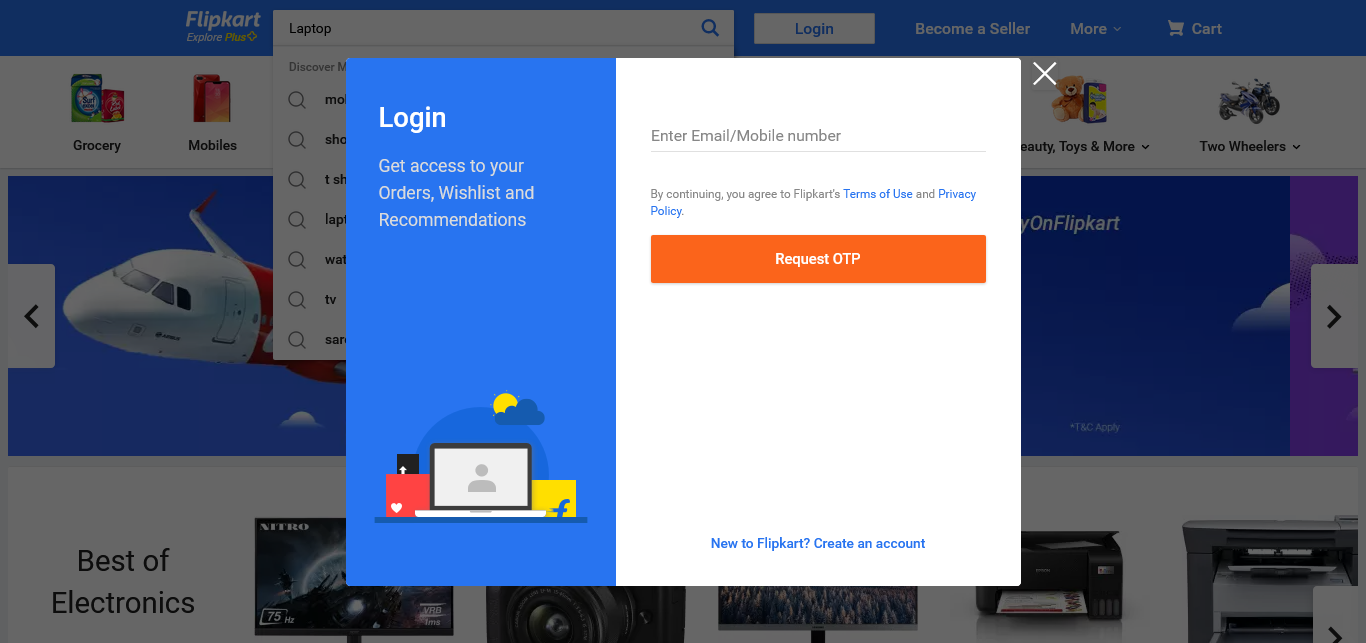 Flipkart
Explore Plus
Laptop
Login
Become a Seller
More
Cart
Discover M
mo
sho
t sh
lapt
wat
tv
sare
Grocery
Mobiles
eauty, Toys & More
Two Wheelers
Login
Get access to your
Orders, Wishlist and
Recommendations
Enter Email/Mobile number
By continuing, you agree to Flipkart's Terms of Use and Privacy
Policy.
Request OTP
New to Flipkart? Create an account
yOnFlipkart
*T&C Apply
AIRBUS
Best of
Electronics
NITRO
75 Hz
VRB
1ms
EPSON